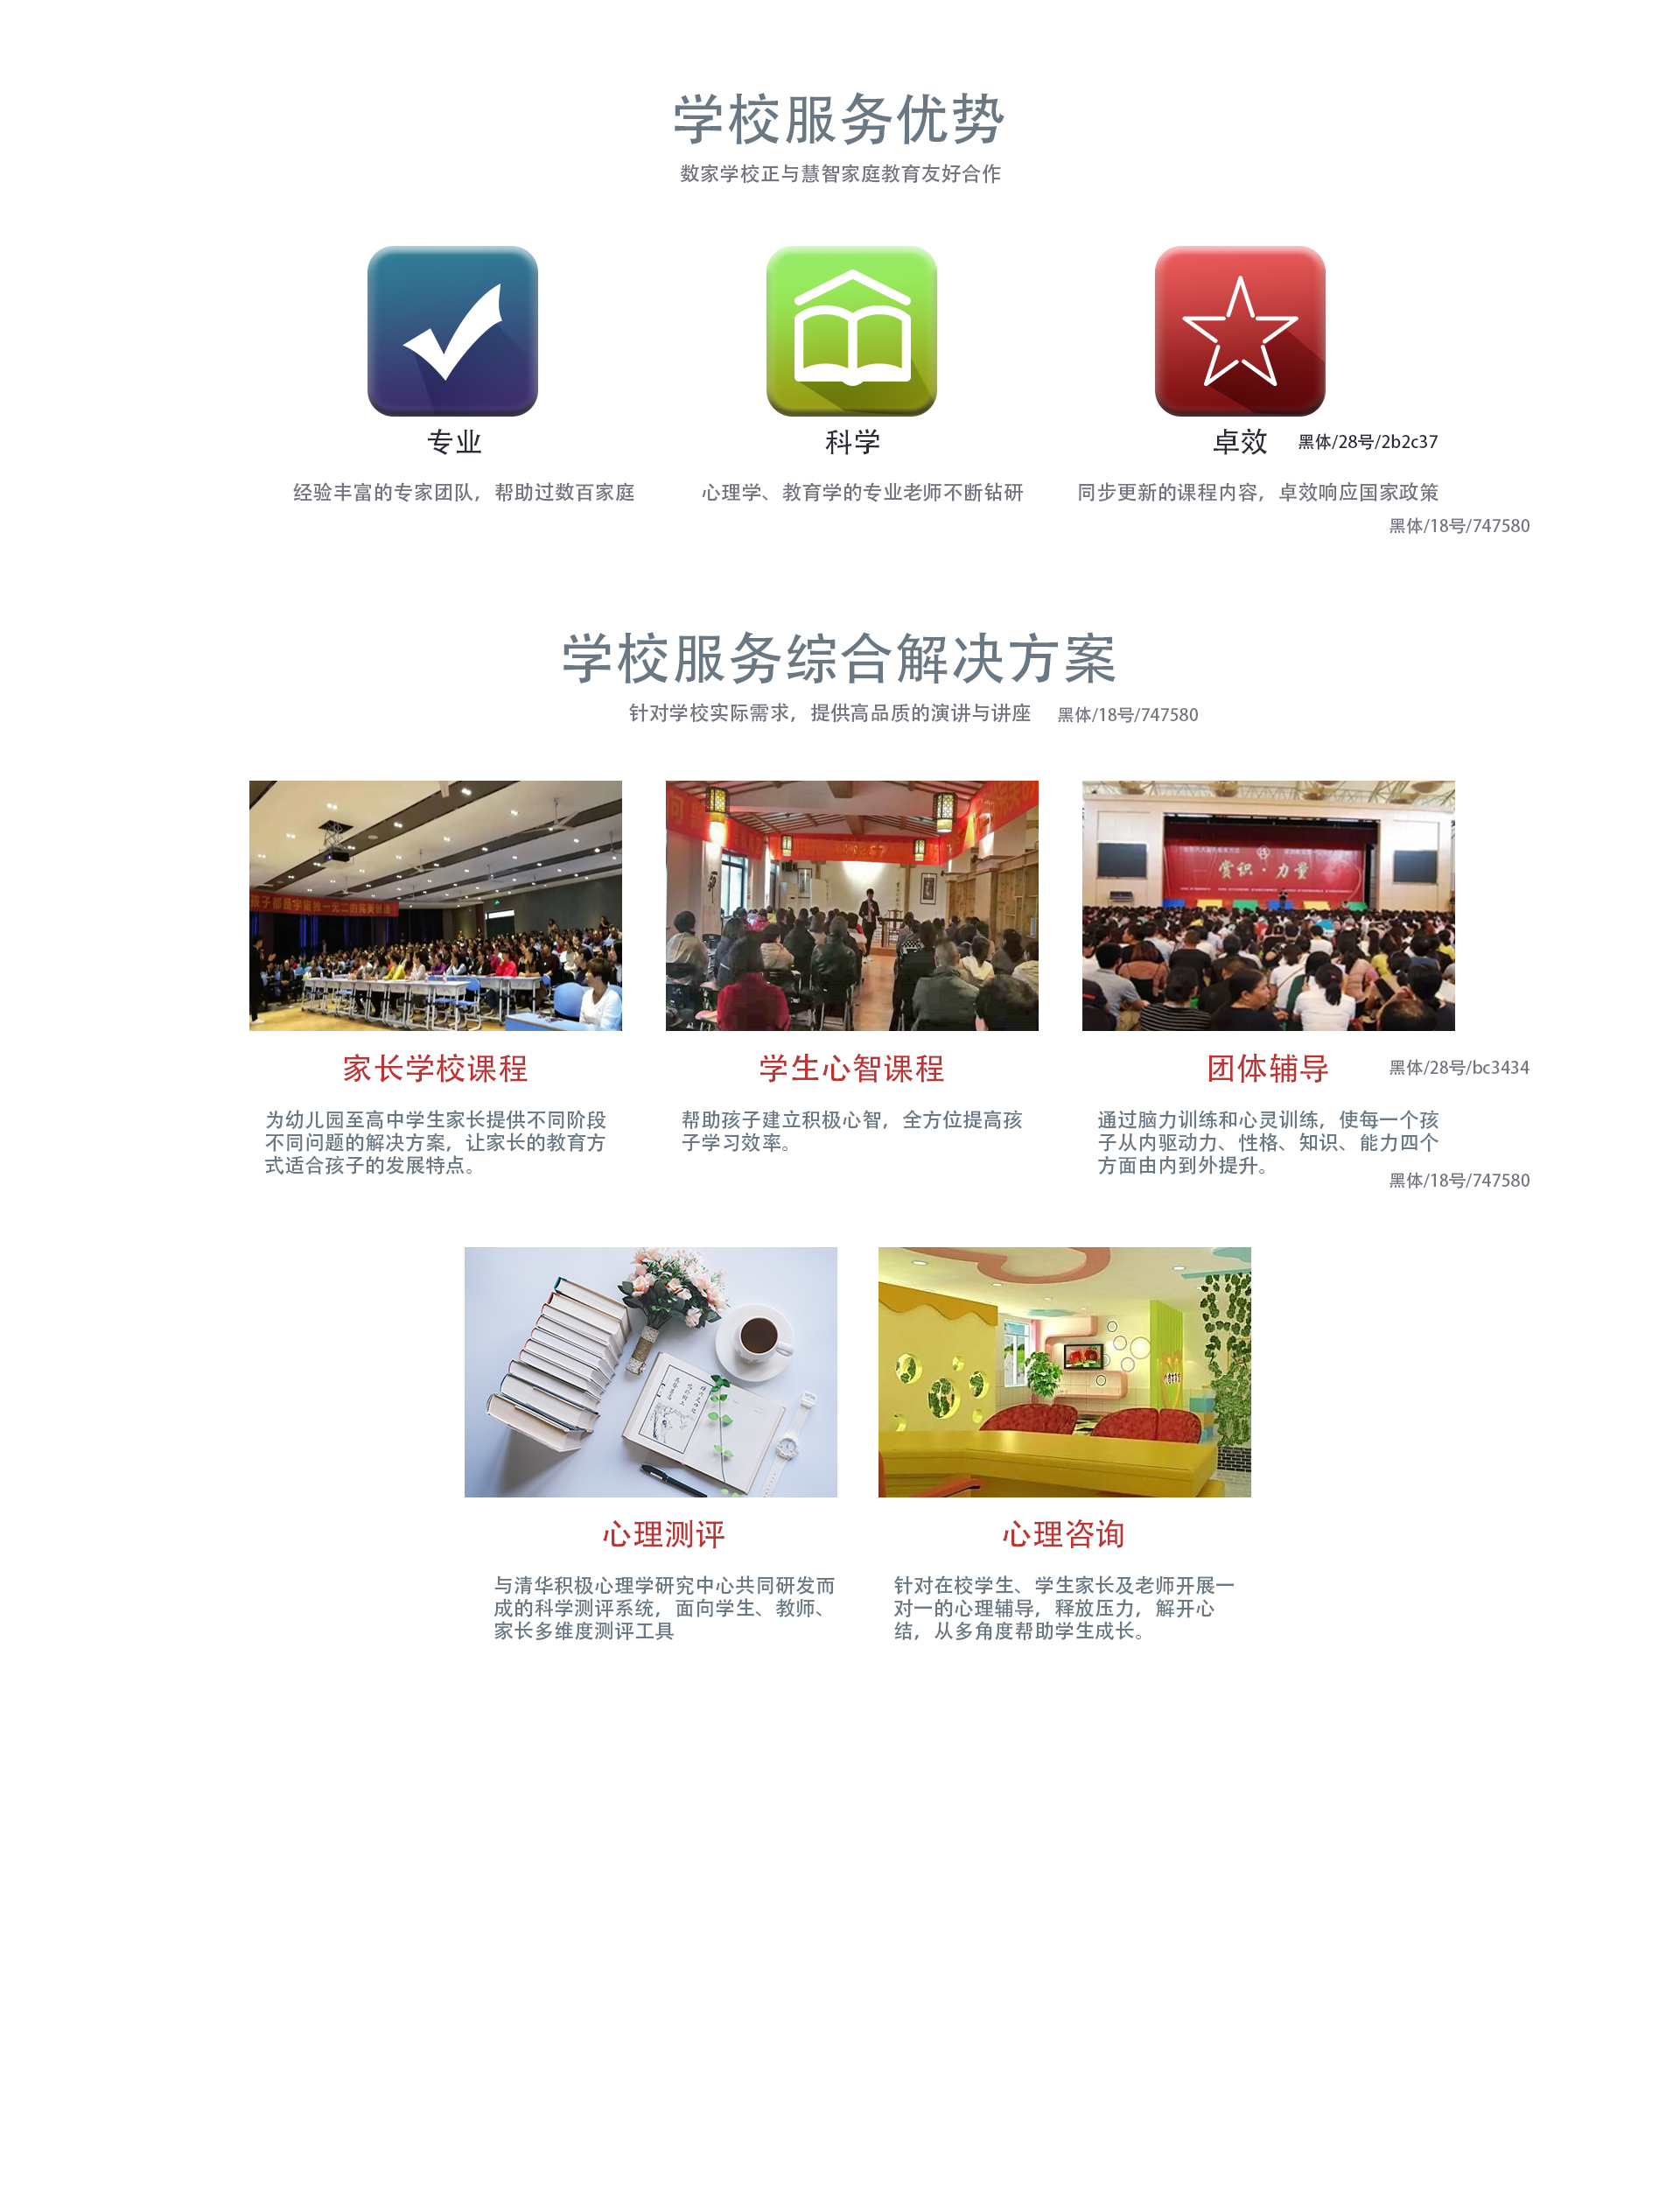 学校服务优势
数家学校正与慧智家庭教育友好合作
专业
科学
卓效
黑体/28号/2b2c37
经验丰富的专家团队，帮助过数百家庭
心理学、教育学的专业老师不断钻研
同步更新的课程内容，卓效响应国家政策
黑体/18号/747580
学校服务综合解决方案
针对学校实际需求，提供高品质的演讲与讲座
黑体/18号/747580
孩子都是宇宙独一无二的
赏识·力量
家长学校课程
学生心智课程
团体辅导
黑体/28号/bc3434
为幼儿园至高中学生家长提供不同阶段
不同问题的解决方案，让家长的教育方
式适合孩子的发展特点。
帮助孩子建立积极心智，全方位提高孩
子学习效率。
通过脑力训练和心灵训练，使每一个孩
子从内驱动力、性格、知识、能力四个
方面由内到外提升。
黑体/18号/747580
心理测评
心理咨询
与清华积极心理学研究中心共同研发而
成的科学测评系统，面向学生、教师、
家长多维度测评工具
针对在校学生、学生家长及老师开展一
对一的心理辅导，释放压力，解开心
结，从多角度帮助学生成长。